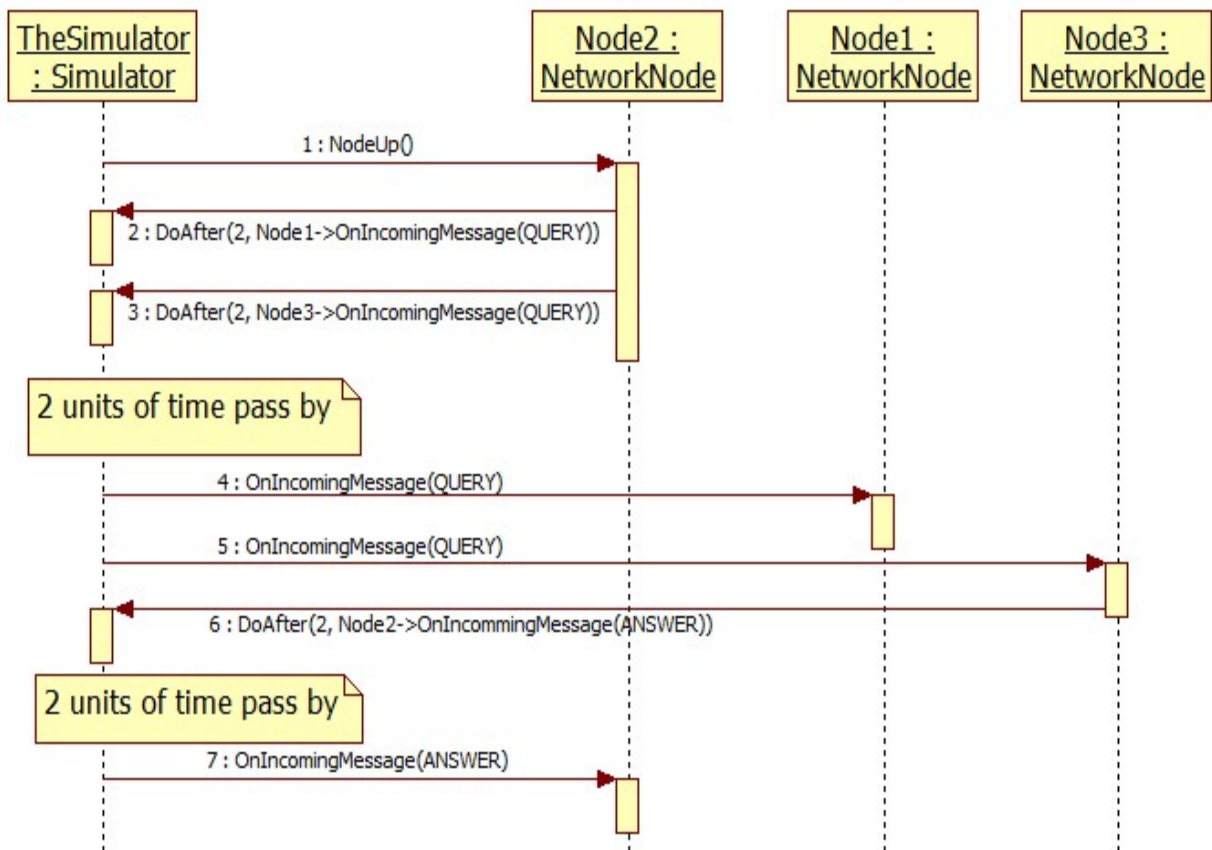 TheSimulator
: Simulator
Node2 :
NetworkNode
Node1 :
NetworkNode
Node3 :
NetworkNode
1 : NodeUp()
2 : DoAfter(2, Node1->OnIncomingMessage(QUERY))
3 : DoAfter(2, Node3->OnIncomingMessage(QUERY))
2 units of time pass by
4 : OnIncomingMessage(QUERY)
5 : OnIncomingMessage(QUERY)
6 : DoAfter(2, Node2->OnIncommingMessage(ANSWER))
2 units of time pass by
7 : OnIncomingMessage(ANSWER)